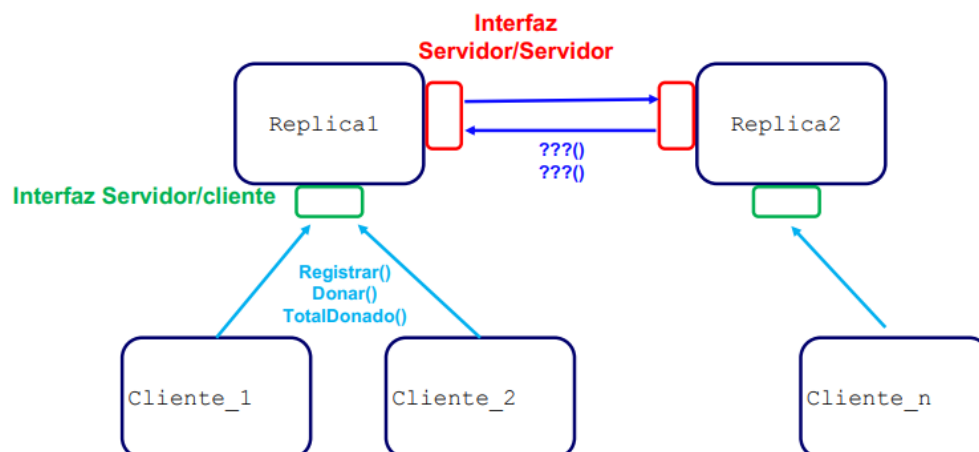 Interfaz
Servidor/Servidor
Replica1
Replica2
???()
???()
Interfaz Servidor/cliente
Registrar()
Donar()
TotalDonado()
Cliente_1
Cliente_2
Cliente_n